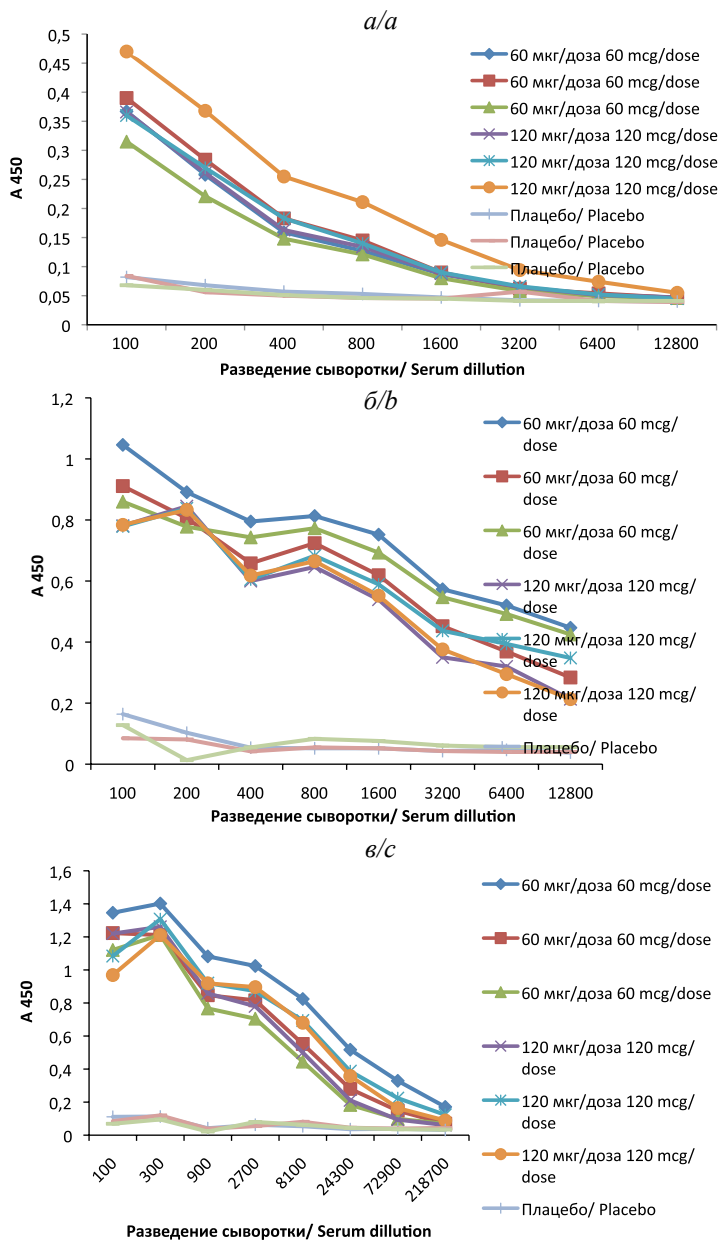 а/a
0,5
0,45
0,4
0,35
0,3
0,25
0,2
0,15
0,1
0,05
0
A 450
60 мкг/доза 60 mcg/dose
60 мкг/доза 60 mcg/dose
60 мкг/доза 60 mcg/dose
120 мкг/доза 120 mcg/dose
120 мкг/доза 120 mcg/dose
120 мкг/доза 120 mcg/dose
Плацебо/ Placebo
Плацебо/ Placebo
Плацебо/ Placebo
100 200 400 800 1600 3200 6400 12800
Разведение сыворотки/ Serum dillution
б/b
1,2
1
0,8
0,6
0,4
0,2
0
A 450
60 мкг/доза 60 mcg/
dose
60 мкг/доза 60 mcg/
dose
60 мкг/доза 60 mcg/
dose
120 мкг/доза 120 mcg/
dose
120 мкг/доза 120 mcg/
dose
120 мкг/доза 120 mcg/
dose
Плацебо/ Placebo
100 200 400 800 1600 3200 6400 12800
Разведение сыворотки/ Serum dillution
в/c
1,6
1,4
1,2
1
0,8
0,6
0,4
0,2
0
A 450
60 мкг/доза 60 mcg/dose
60 мкг/доза 60 mcg/dose
60 мкг/доза 60 mcg/dose
120 мкг/доза 120 mcg/
dose
120 мкг/доза 120 mcg/
dose
120 мкг/доза 120 mcg/
dose
Плацебо/ Placebo
100 300 900 2700 8100 24300 72900 218700
Разведение сыворотки/ Serum dillution